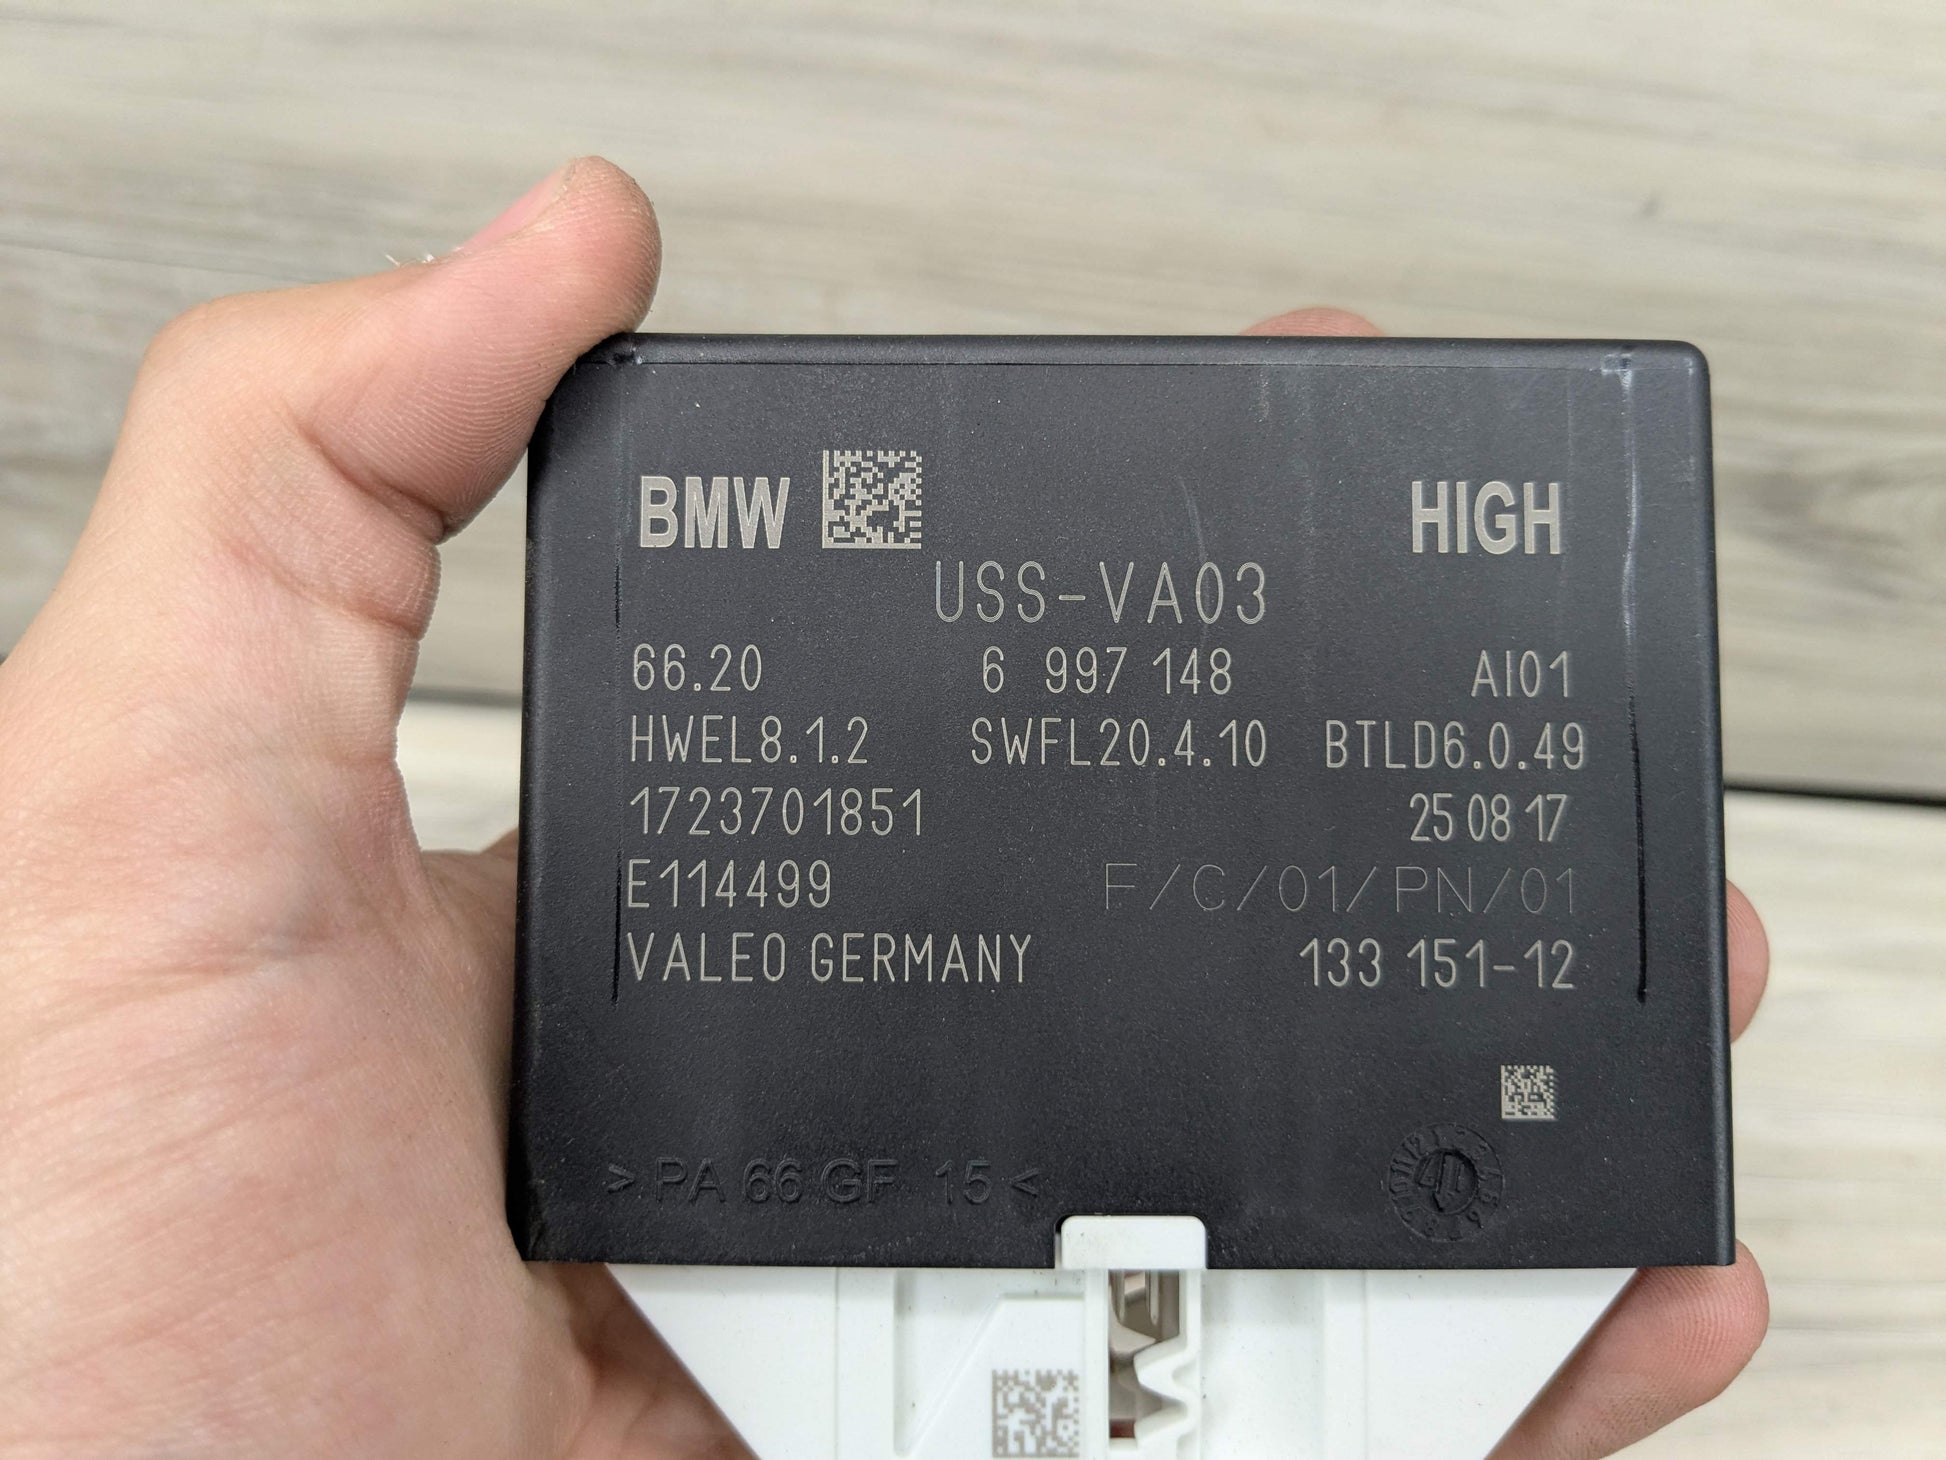 BMW HIGH
USS-VA03
66.20 6 997 148 AI01
HWEL8.1.2 SWFL20.4.10 BTLD6.0.49
1723701851 25 08 17
E114499 F/C/01/PN/01
VALEO GERMANY 133 151-12
> PA 66 GF 15 <